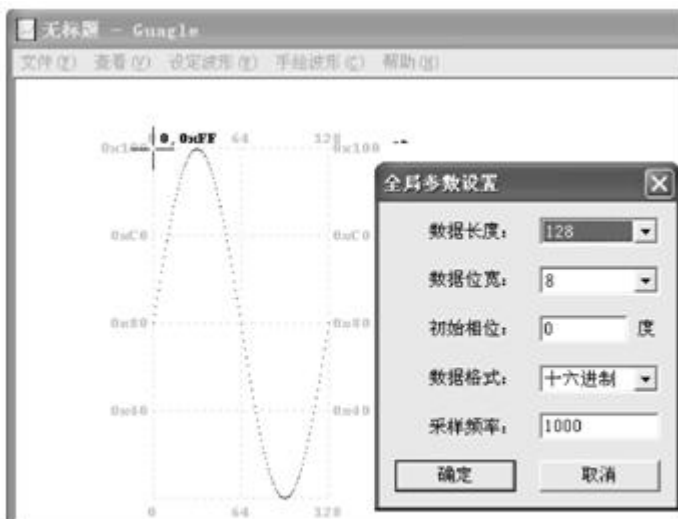 无标题 - Guagle
文件(F) 查看(V) 设定波形(Y) 手绘波形(C) 帮助(H)
0, 0xFF
64
128
0x100
0x100
0xC0
0xC0
0x80
0x80
0x40
0x40
0
64
128
全局参数设置
数据长度: 128
数据位宽: 8
初始相位: 0 度
数据格式: 十六进制
采样频率: 1000
确定 取消